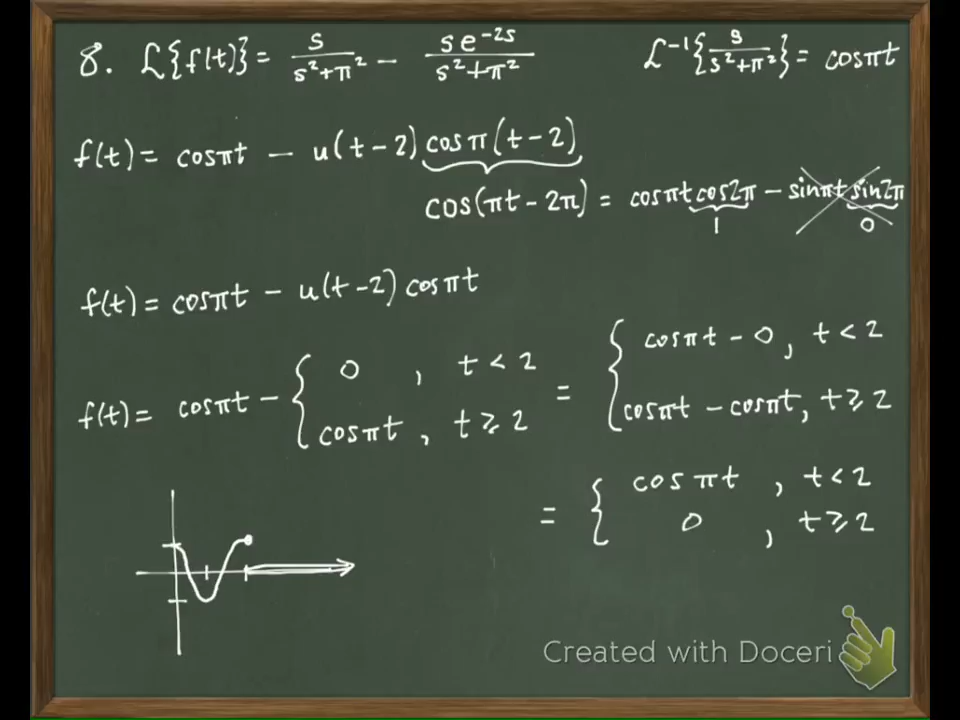 8. ℒ{f(t)} = s/(s²+π²) − se^(−2s)/(s²+π²) ℒ⁻¹{s/(s²+π²)} = cosπt
f(t) = cosπt − u(t−2) cosπ(t−2)
cos(πt−2π) = cosπt cos2π − sinπt sin2π
1 0
f(t) = cosπt − u(t−2) cosπt
f(t) = cosπt − { 0 , t < 2 = { cosπt − 0, t < 2
cosπt , t ≥ 2 cosπt − cosπt, t ≥ 2
= { cosπt , t < 2
0 , t ≥ 2
Created with Doceri